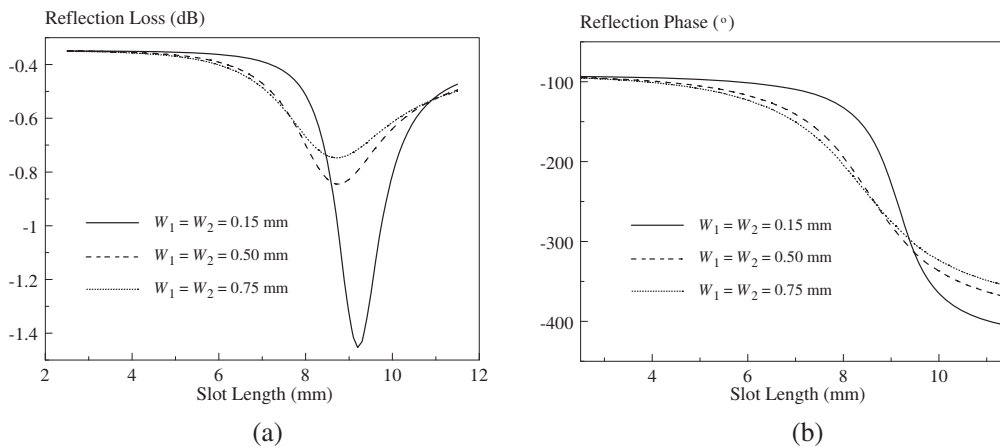 Reflection Loss (dB)
-0.4
-0.6
-0.8
-1
-1.2
-1.4
W1 = W2 = 0.15 mm
W1 = W2 = 0.50 mm
W1 = W2 = 0.75 mm
2 4 6 8 10 12
Slot Length (mm)
(a)
Reflection Phase (º)
-100
-200
-300
-400
W1 = W2 = 0.15 mm
W1 = W2 = 0.50 mm
W1 = W2 = 0.75 mm
4 6 8 10
Slot Length (mm)
(b)